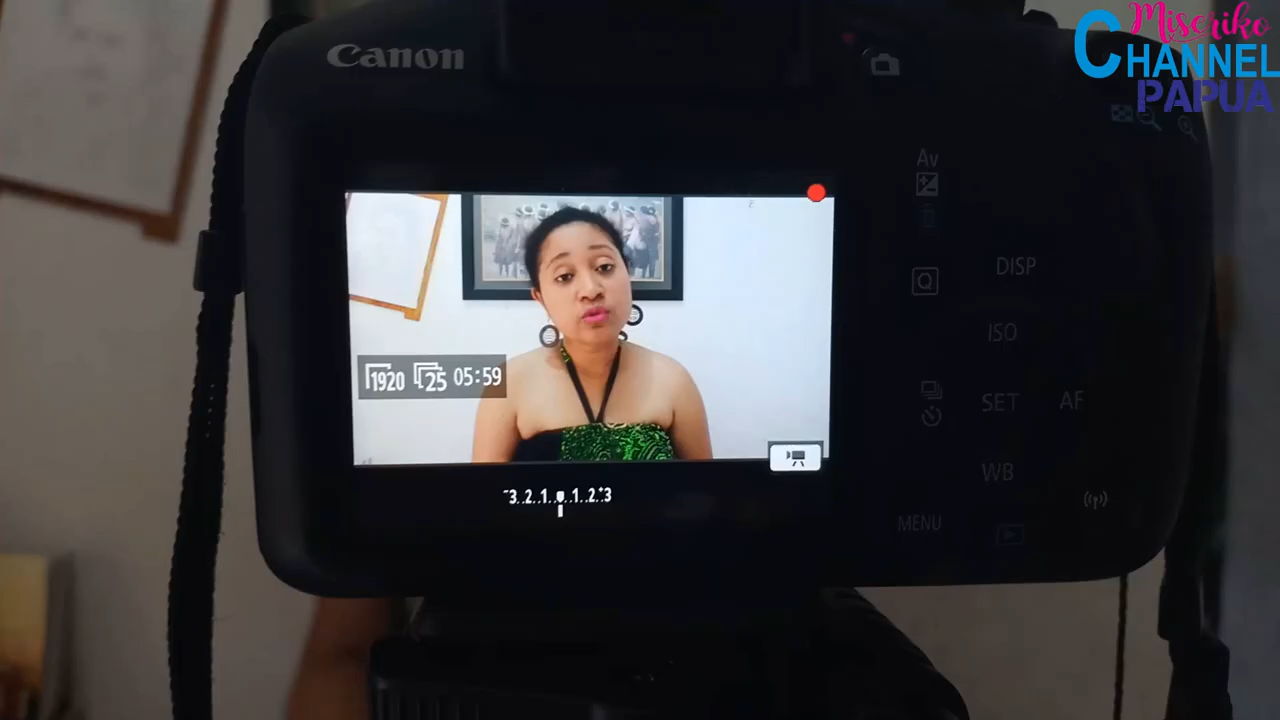 Canon
Miseriko
CHANNEL
PAPUA
Av
Q
DISP
ISO
1920 25 05:59
SET
AF
WB
-3..2..1..0..1..2..+3
MENU